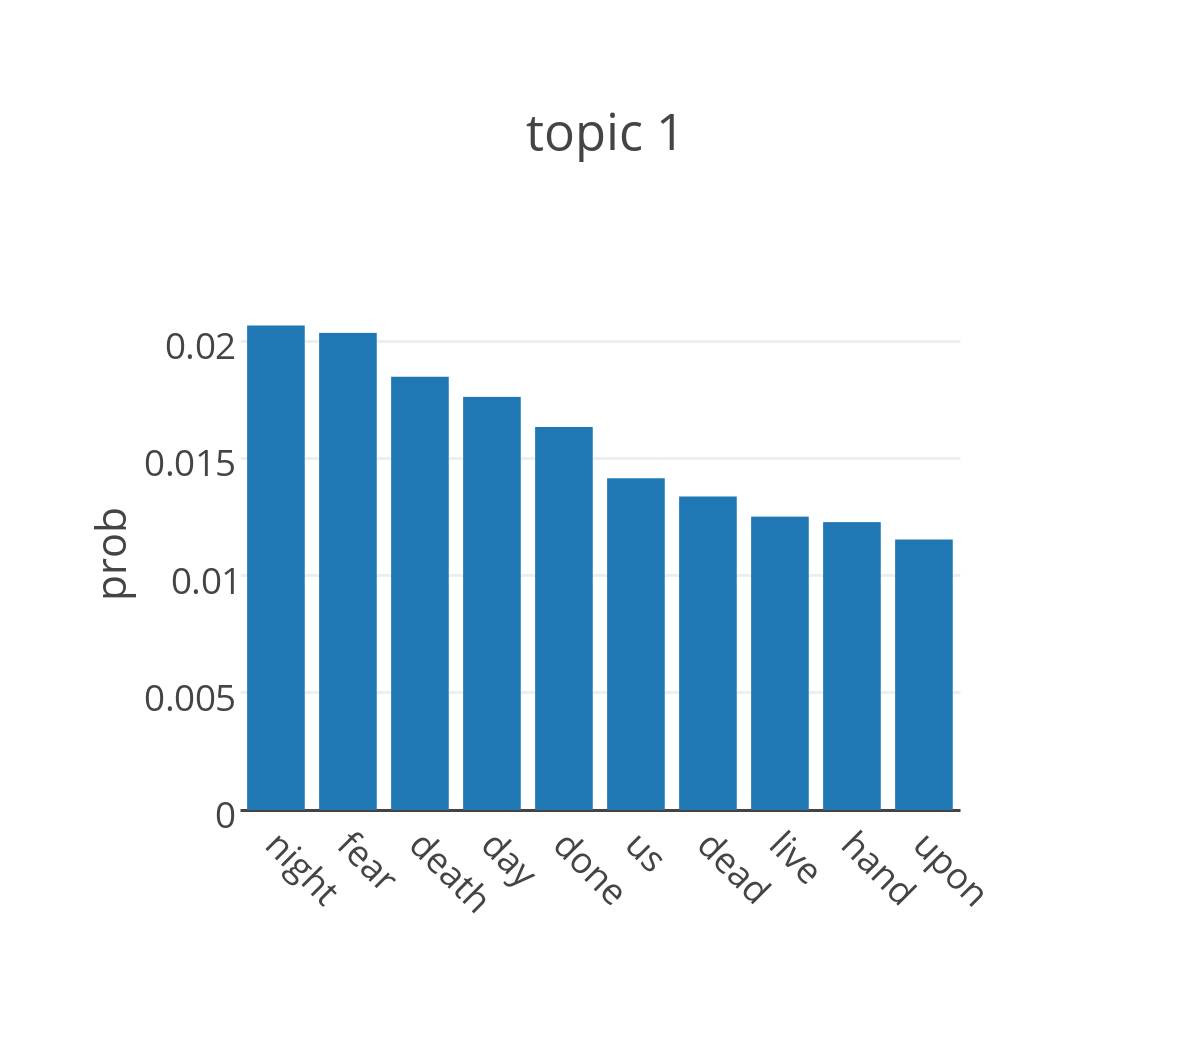 topic 1
0.02
0.015
0.01
0.005
0
prob
night
fear
death
day
done
us
dead
live
hand
upon